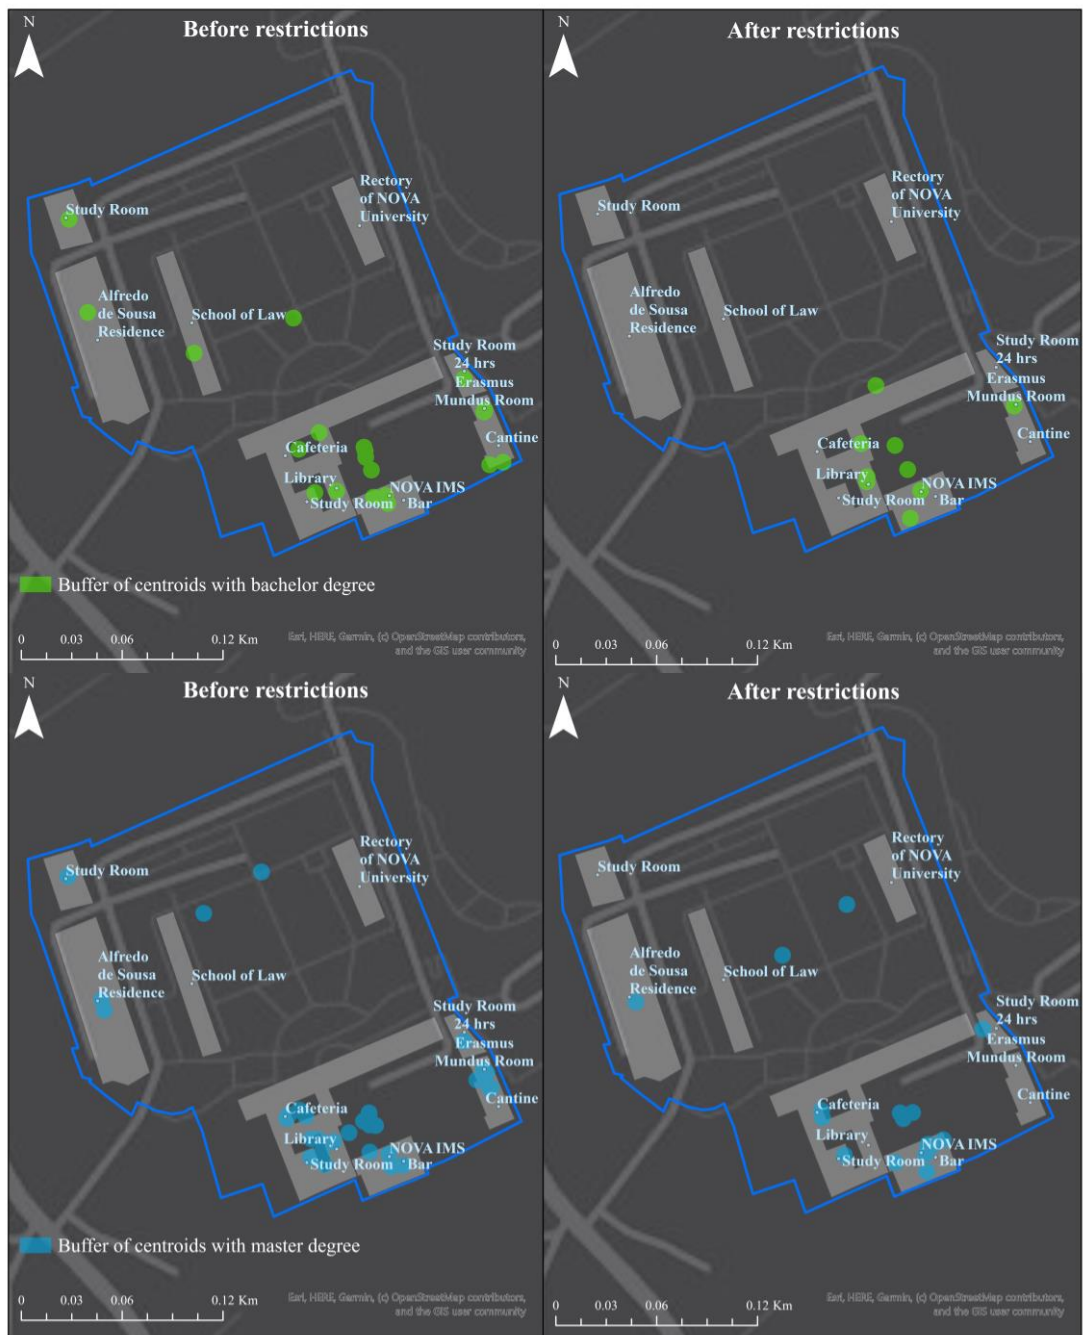 Before restrictions
N
Study Room
Rectory
of NOVA
University
Alfredo
de Sousa
Residence
School of Law
Study Room
24 hrs
Erasmus
Mundus Room
Cafeteria
Cantine
Library
NOVA IMS
Study Room
Bar
Buffer of centroids with bachelor degree
0 0.03 0.06 0.12 Km
Esri, HERE, Garmin, (c) OpenStreetMap contributors,
and the GIS user community
After restrictions
N
Study Room
Rectory
of NOVA
University
Alfredo
de Sousa
Residence
School of Law
Study Room
24 hrs
Erasmus
Mundus Room
Cafeteria
Cantine
Library
NOVA IMS
Study Room
Bar
0 0.03 0.06 0.12 Km
Esri, HERE, Garmin, (c) OpenStreetMap contributors,
and the GIS user community
Before restrictions
N
Study Room
Rectory
of NOVA
University
Alfredo
de Sousa
Residence
School of Law
Study Room
24 hrs
Erasmus
Mundus Room
Cafeteria
Cantine
Library
NOVA IMS
Study Room
Bar
Buffer of centroids with master degree
0 0.03 0.06 0.12 Km
Esri, HERE, Garmin, (c) OpenStreetMap contributors,
and the GIS user community
After restrictions
N
Study Room
Rectory
of NOVA
University
Alfredo
de Sousa
Residence
School of Law
Study Room
24 hrs
Erasmus
Mundus Room
Cafeteria
Cantine
Library
NOVA IMS
Study Room
Bar
0 0.03 0.06 0.12 Km
Esri, HERE, Garmin, (c) OpenStreetMap contributors,
and the GIS user community